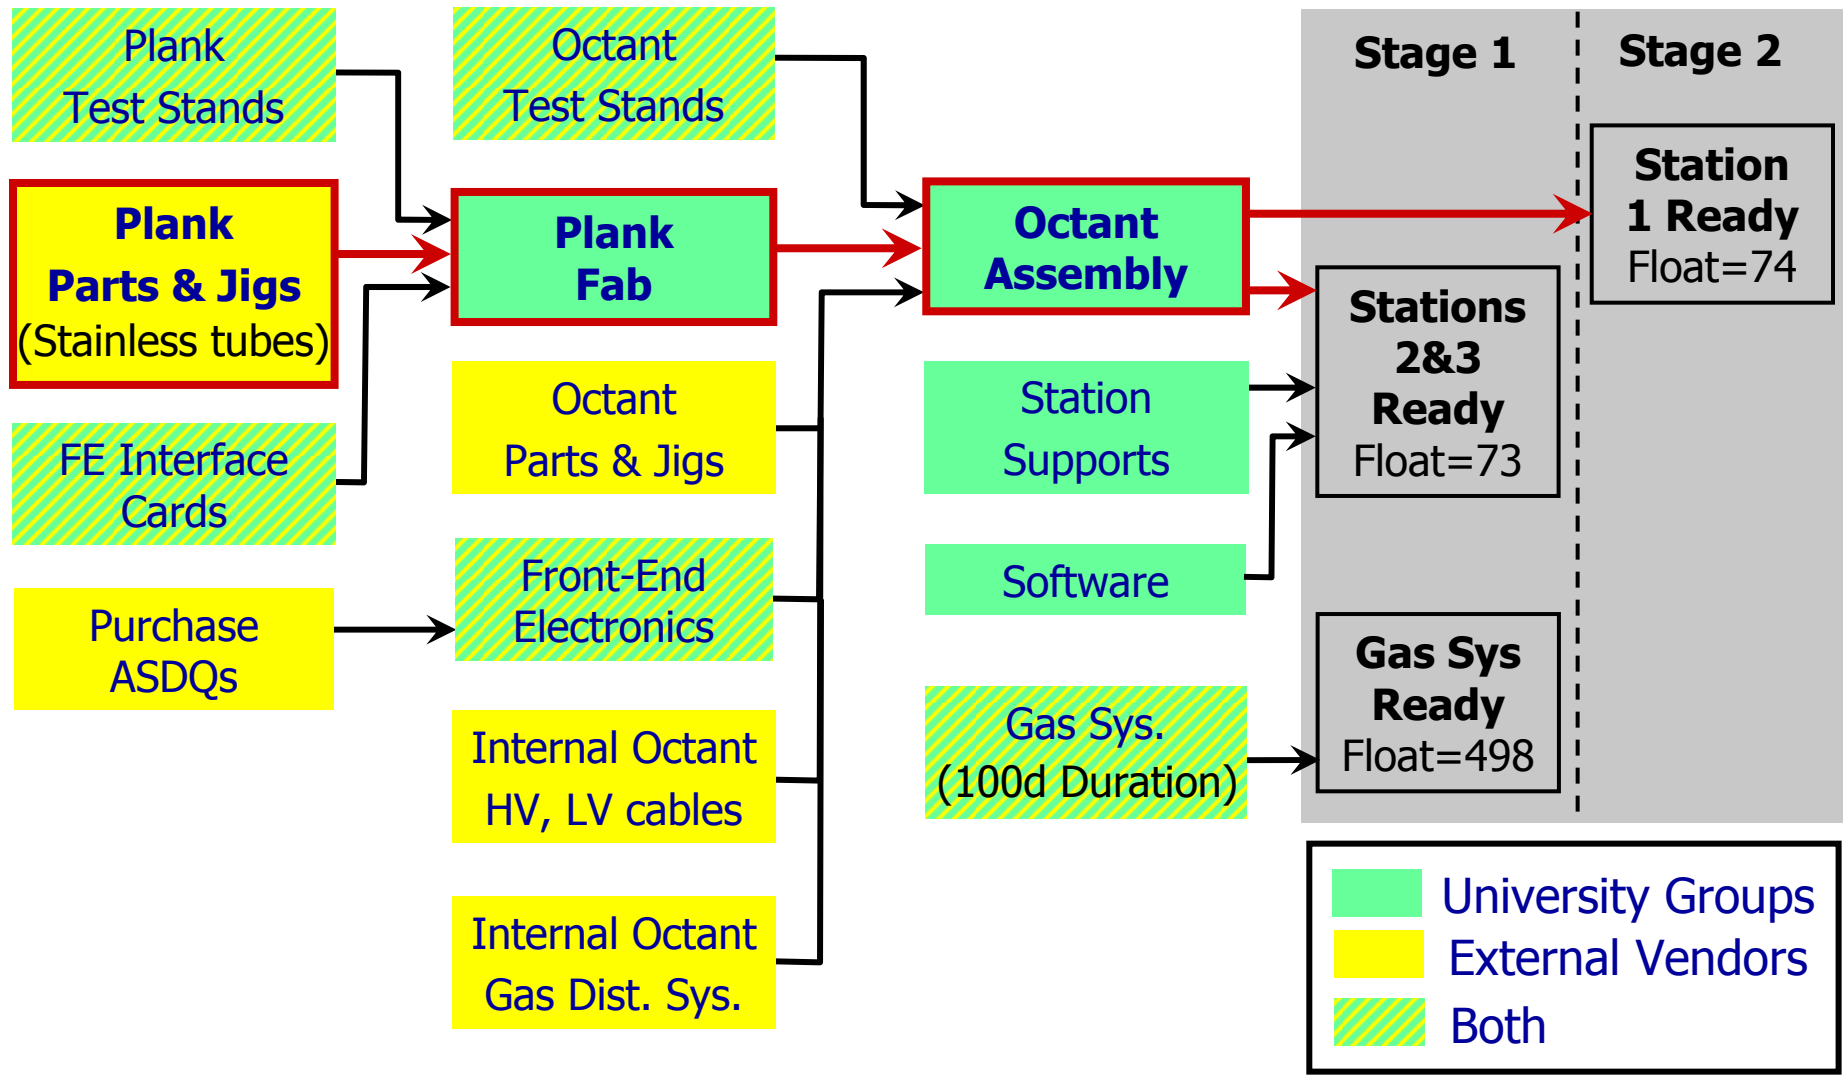 Plank
Test Stands
Octant
Test Stands
Stage 1
Stage 2
Plank
Parts & Jigs
(Stainless tubes)
Plank
Fab
Octant
Assembly
Station
1 Ready
Float=74
Stations
2&3
Ready
Float=73
FE Interface
Cards
Octant
Parts & Jigs
Station
Supports
Purchase
ASDQs
Front-End
Electronics
Software
Internal Octant
HV, LV cables
Gas Sys.
(100d Duration)
Gas Sys
Ready
Float=498
Internal Octant
Gas Dist. Sys.
University Groups
External Vendors
Both